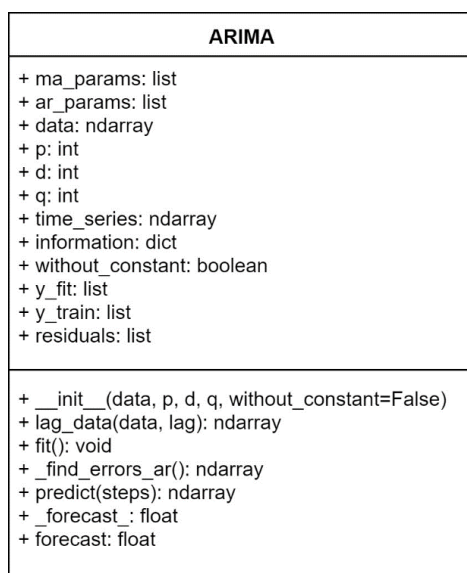 ARIMA
+ ma_params: list
+ ar_params: list
+ data: ndarray
+ p: int
+ d: int
+ q: int
+ time_series: ndarray
+ information: dict
+ without_constant: boolean
+ y_fit: list
+ y_train: list
+ residuals: list
+ __init__(data, p, d, q, without_constant=False)
+ lag_data(data, lag): ndarray
+ fit(): void
+ _find_errors_ar(): ndarray
+ predict(steps): ndarray
+ _forecast_: float
+ forecast: float